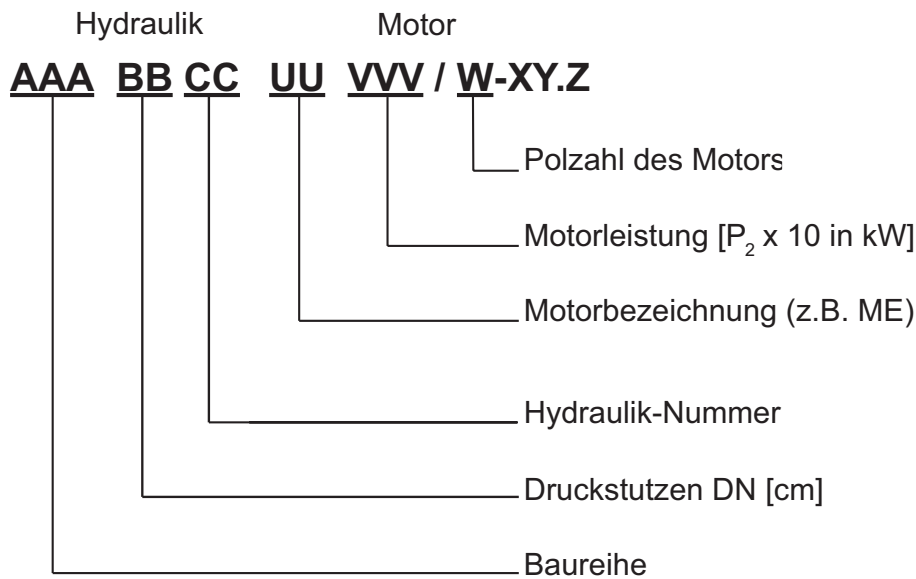 Hydraulik Motor
AAA BB CC UU VVV / W-XY.Z
Polzahl des Motors
Motorleistung [P₂ x 10 in kW]
Motorbezeichnung (z.B. ME)
Hydraulik-Nummer
Druckstutzen DN [cm]
Baureihe